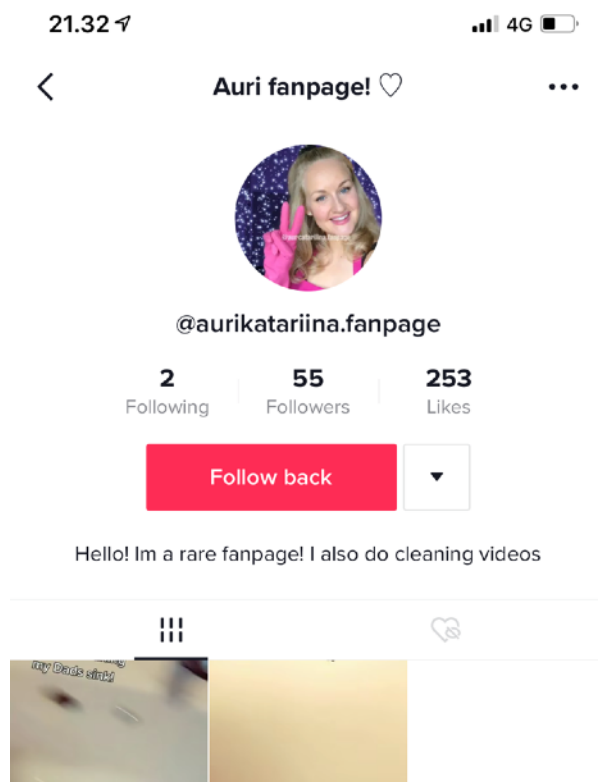 21.32
4G
Auri fanpage! ♡
@aurikatariina.fanpage
2 55 253
Following Followers Likes
Follow back
Hello! Im a rare fanpage! I also do cleaning videos
my Dads sink!